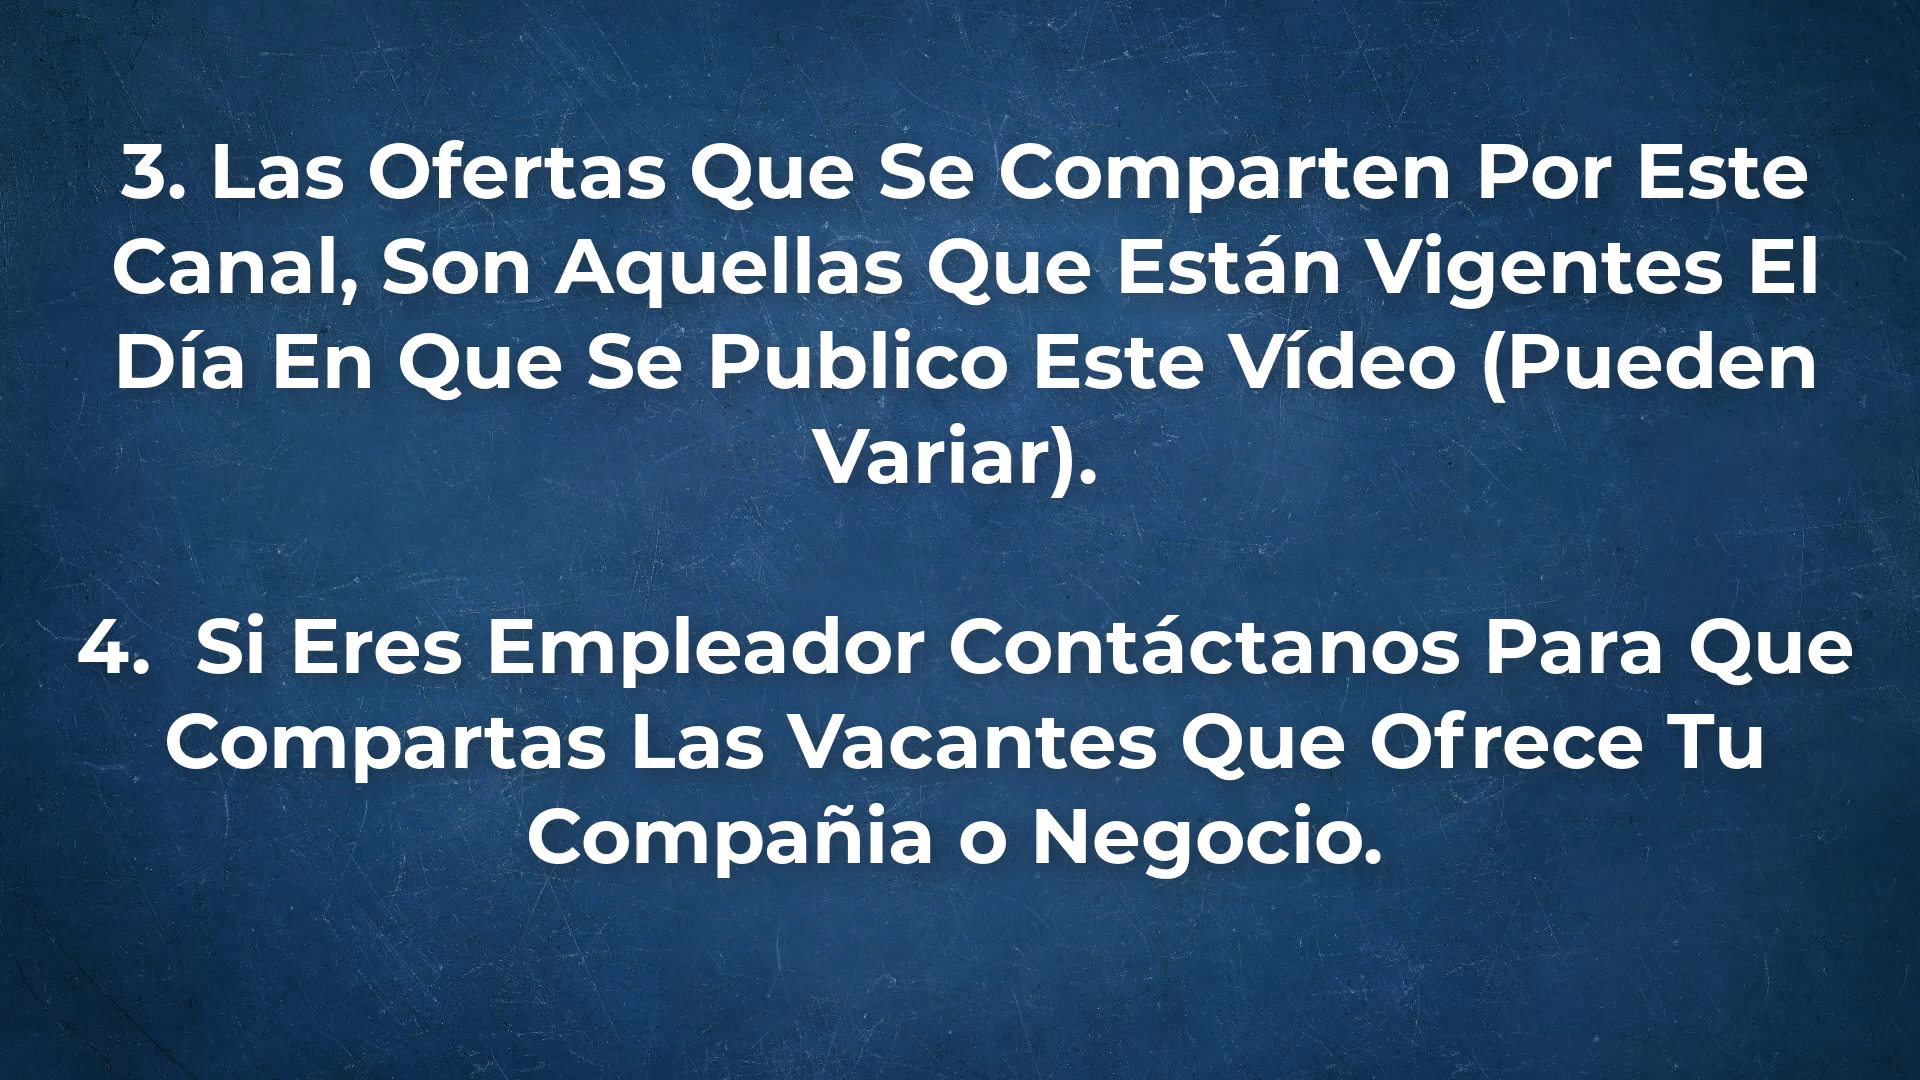 3. Las Ofertas Que Se Comparten Por Este
Canal, Son Aquellas Que Están Vigentes El
Día En Que Se Publico Este Vídeo (Pueden
Variar).
4.  Si Eres Empleador Contáctanos Para Que
Compartas Las Vacantes Que Ofrece Tu
Compañia o Negocio.